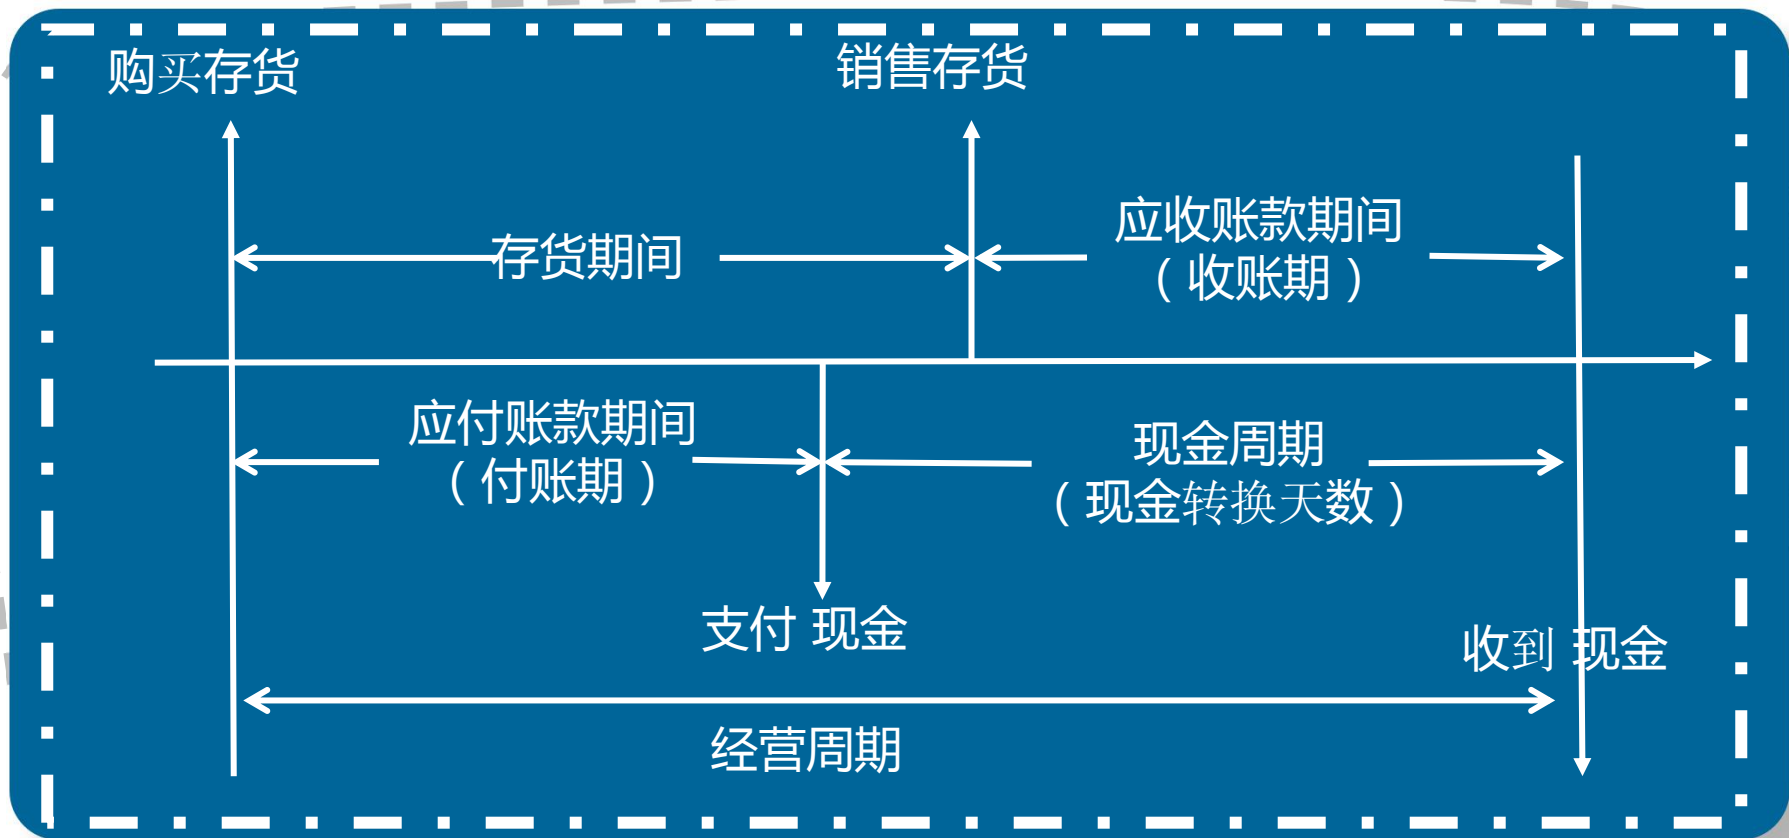 购买存货
销售存货
存货期间
应收账款期间
（收账期）
应付账款期间
（付账期）
现金周期
（现金转换天数）
支付 现金
收到 现金
经营周期